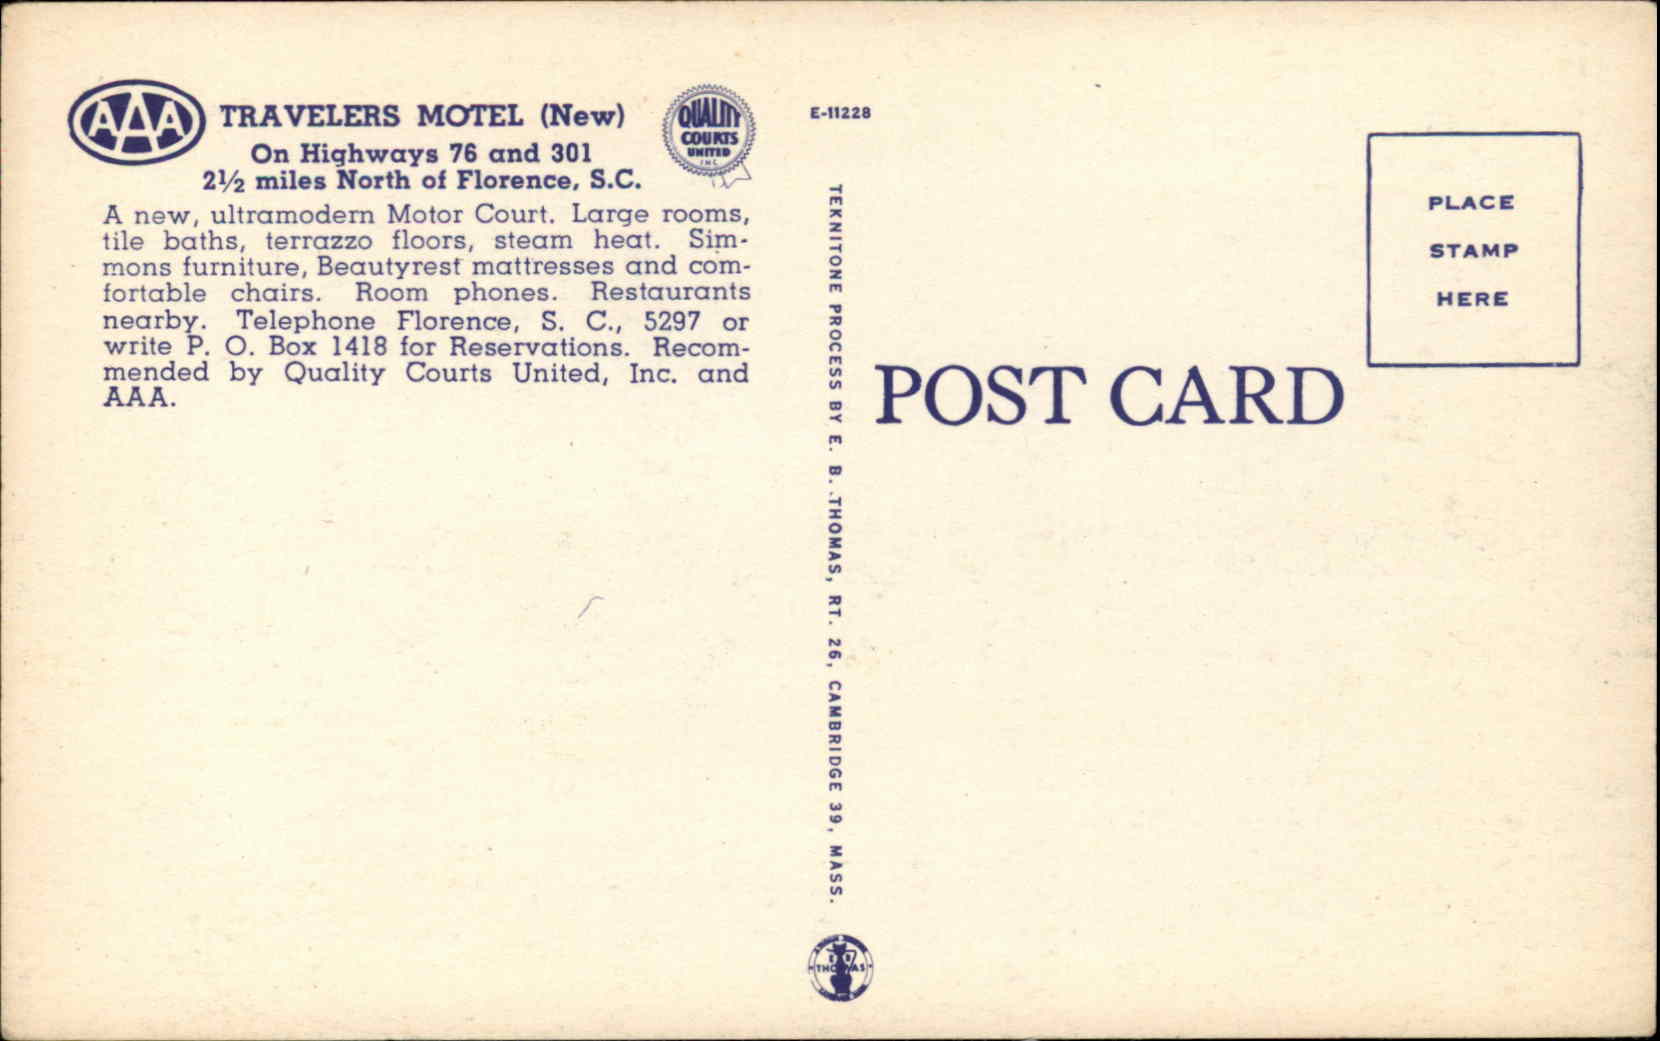 AAA
TRAVELERS MOTEL (New)
On Highways 76 and 301
2½ miles North of Florence, S.C.
QUALITY
COURTS
UNITED
INC
A new, ultramodern Motor Court. Large rooms,
tile baths, terrazzo floors, steam heat. Sim-
mons furniture, Beautyrest mattresses and com-
fortable chairs. Room phones. Restaurants
nearby. Telephone Florence, S. C., 5297 or
write P. O. Box 1418 for Reservations. Recom-
mended by Quality Courts United, Inc. and
AAA.
E-11228
TEKNITONE PROCESS BY E. B. THOMAS, RT. 26, CAMBRIDGE 39, MASS.
THOMAS
POST CARD
PLACE
STAMP
HERE